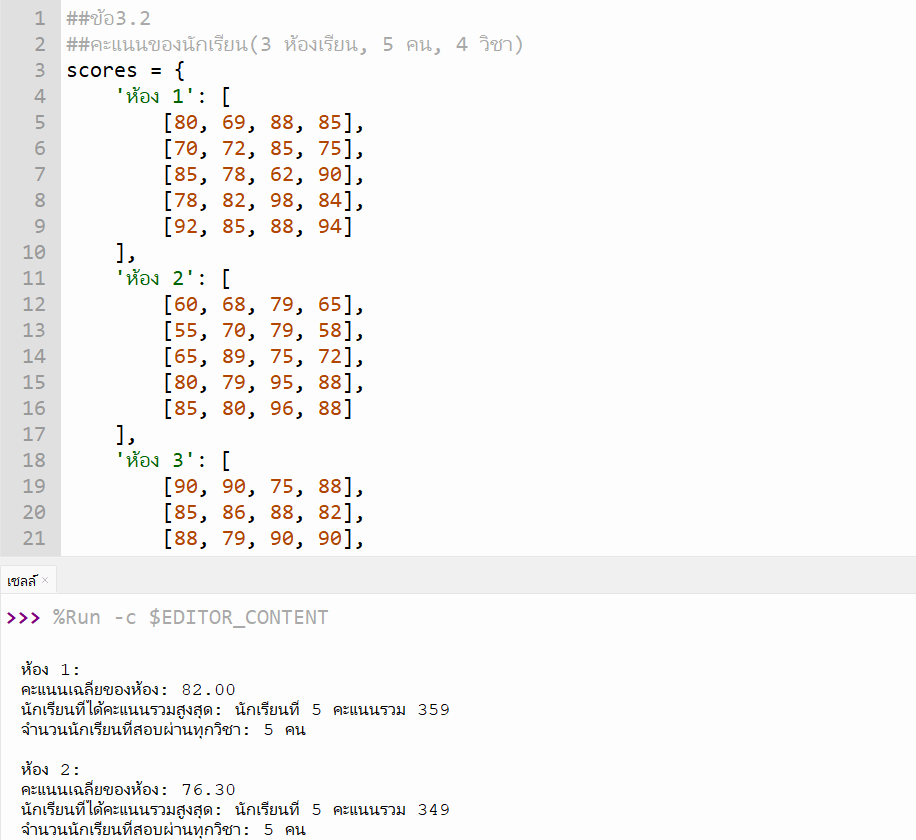 1 ##ข้อ3.2
2 ##คะแนนของนักเรียน(3 ห้องเรียน, 5 คน, 4 วิชา)
3 scores = {
4 'ห้อง 1': [
5 [80, 69, 88, 85],
6 [70, 72, 85, 75],
7 [85, 78, 62, 90],
8 [78, 82, 98, 84],
9 [92, 85, 88, 94]
10 ],
11 'ห้อง 2': [
12 [60, 68, 79, 65],
13 [55, 70, 79, 58],
14 [65, 89, 75, 72],
15 [80, 79, 95, 88],
16 [85, 80, 96, 88]
17 ],
18 'ห้อง 3': [
19 [90, 90, 75, 88],
20 [85, 86, 88, 82],
21 [88, 79, 90, 90],
เชลล์ ×
>>> %Run -c $EDITOR_CONTENT
ห้อง 1:
คะแนนเฉลี่ยของห้อง: 82.00
นักเรียนที่ได้คะแนนรวมสูงสุด: นักเรียนที่ 5 คะแนนรวม 359
จำนวนนักเรียนที่สอบผ่านทุกวิชา: 5 คน
ห้อง 2:
คะแนนเฉลี่ยของห้อง: 76.30
นักเรียนที่ได้คะแนนรวมสูงสุด: นักเรียนที่ 5 คะแนนรวม 349
จำนวนนักเรียนที่สอบผ่านทุกวิชา: 5 คน